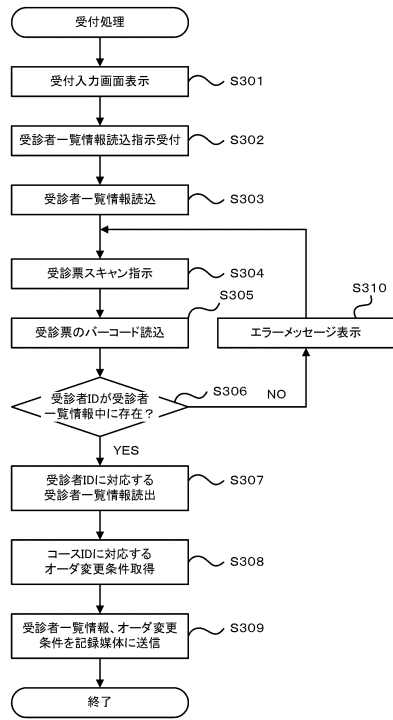 受付処理
受付入力画面表示
S301
受診者一覧情報読込指示受付
S302
受診者一覧情報読込
S303
受診票スキャン指示
S304
S305
S310
受診票のバーコード読込
エラーメッセージ表示
受診者IDが受診者
一覧情報中に存在？
S306
NO
YES
受診者IDに対応する
受診者一覧情報読出
S307
コースIDに対応する
オーダ変更条件取得
S308
受診者一覧情報、オーダ変更
条件を記録媒体に送信
S309
終了